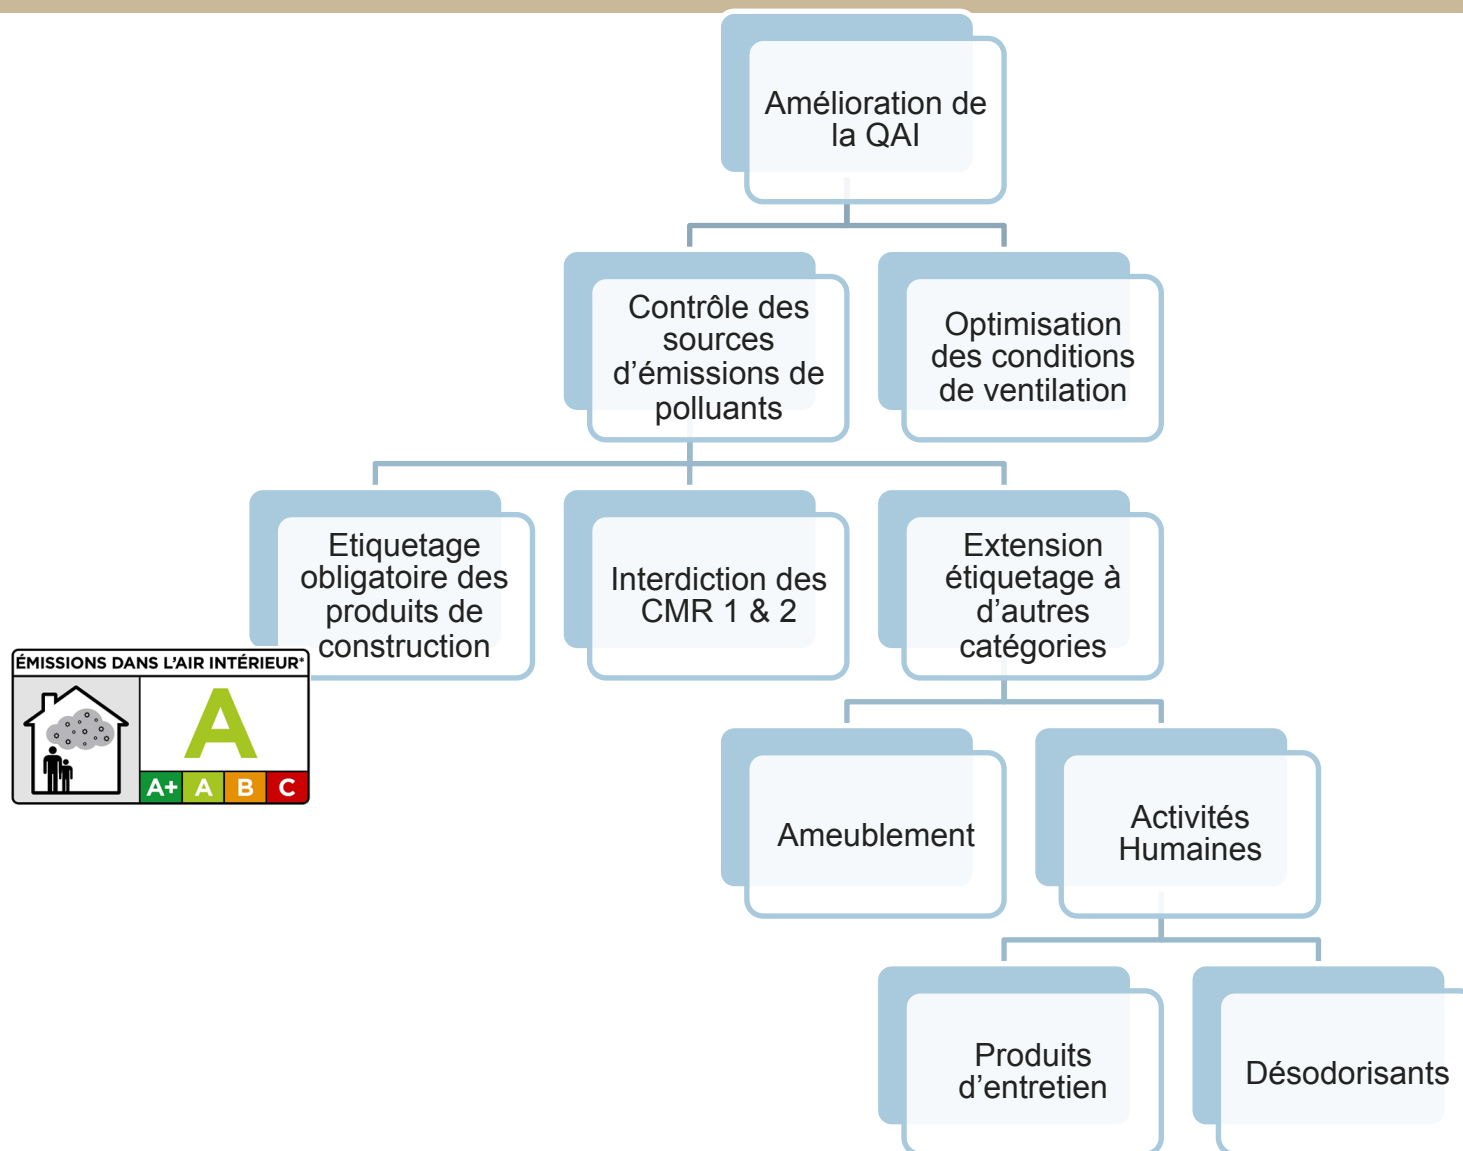 Amélioration de
la QAI
Contrôle des
sources
d’émissions de
polluants
Optimisation
des conditions
de ventilation
Etiquetage
obligatoire des
produits de
construction
Interdiction des
CMR 1 & 2
Extension
étiquetage à
d’autres
catégories
ÉMISSIONS DANS L’AIR INTÉRIEUR*
A
A+ A B C
Ameublement
Activités
Humaines
Produits
d’entretien
Désodorisants